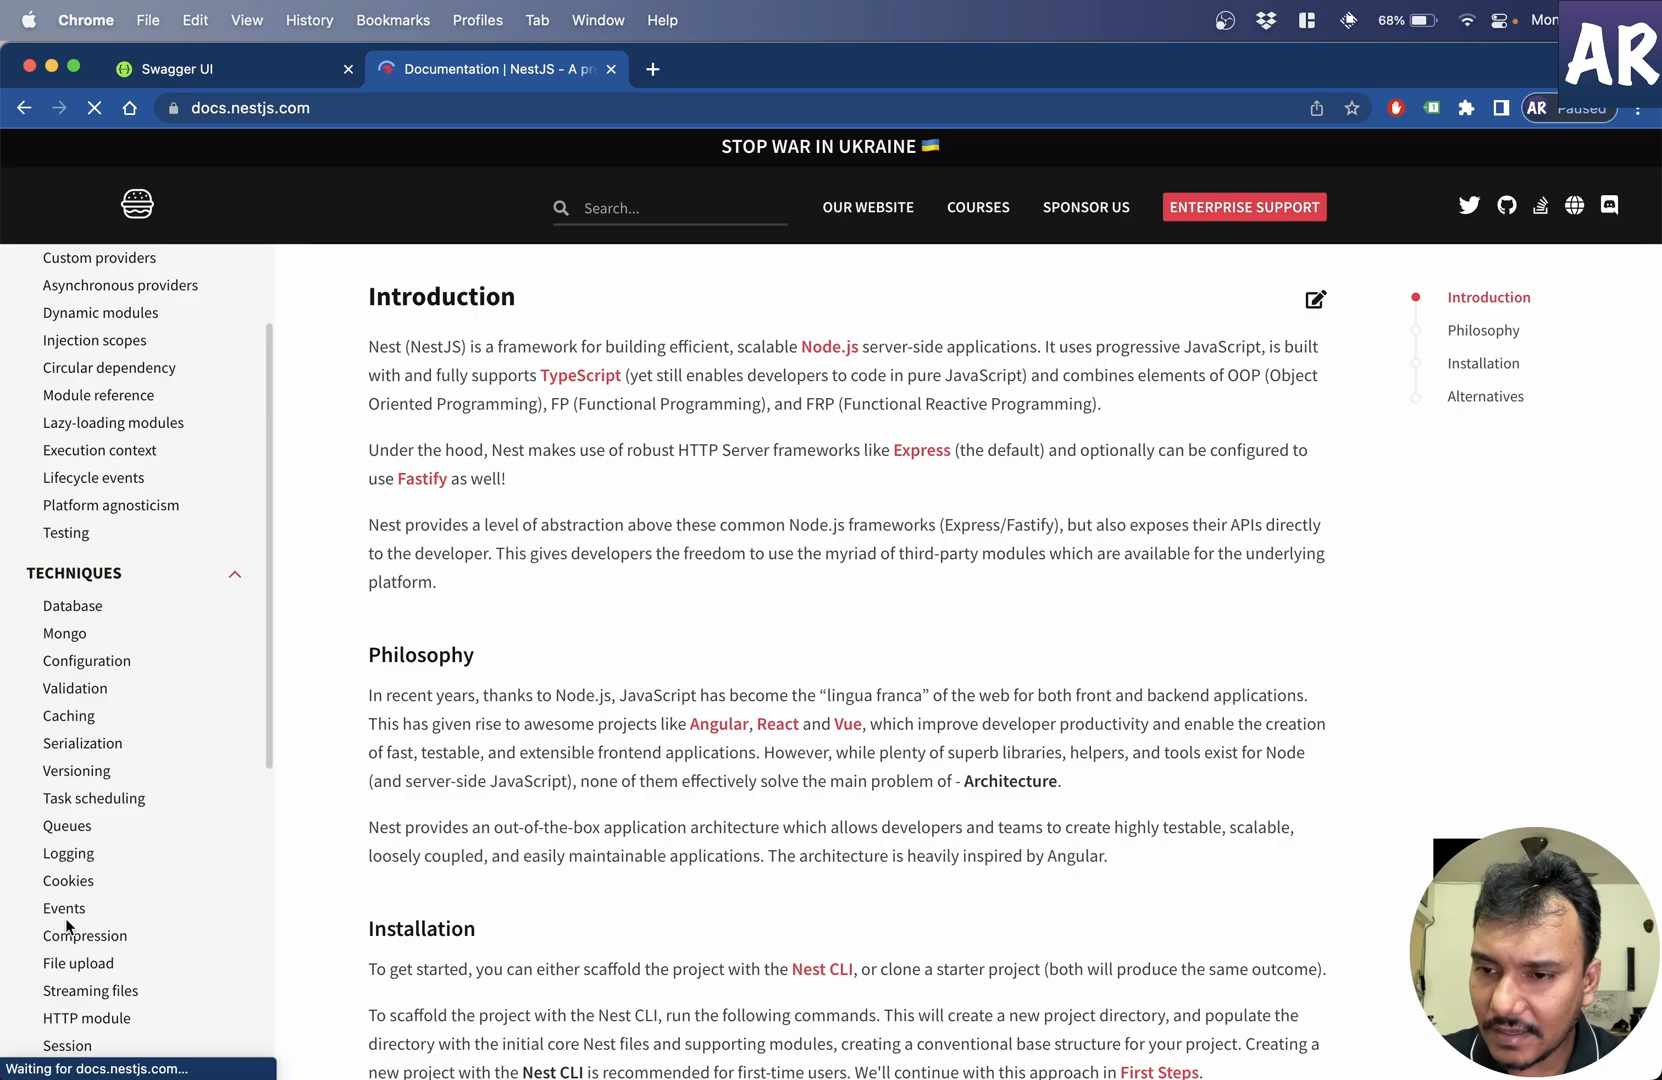 Chrome File Edit View History Bookmarks Profiles Tab Window Help 68% Mon
Swagger UI Documentation | NestJS - A pr
AR
docs.nestjs.com AR Paused
STOP WAR IN UKRAINE 🇺🇦
Search... OUR WEBSITE COURSES SPONSOR US ENTERPRISE SUPPORT
Custom providers
Asynchronous providers
Dynamic modules
Injection scopes
Circular dependency
Module reference
Lazy-loading modules
Execution context
Lifecycle events
Platform agnosticism
Testing
TECHNIQUES
Database
Mongo
Configuration
Validation
Caching
Serialization
Versioning
Task scheduling
Queues
Logging
Cookies
Events
Compression
File upload
Streaming files
HTTP module
Session
Waiting for docs.nestjs.com...
Introduction
Nest (NestJS) is a framework for building efficient, scalable Node.js server-side applications. It uses progressive JavaScript, is built
with and fully supports TypeScript (yet still enables developers to code in pure JavaScript) and combines elements of OOP (Object
Oriented Programming), FP (Functional Programming), and FRP (Functional Reactive Programming).
Under the hood, Nest makes use of robust HTTP Server frameworks like Express (the default) and optionally can be configured to
use Fastify as well!
Nest provides a level of abstraction above these common Node.js frameworks (Express/Fastify), but also exposes their APIs directly
to the developer. This gives developers the freedom to use the myriad of third-party modules which are available for the underlying
platform.
Philosophy
In recent years, thanks to Node.js, JavaScript has become the “lingua franca” of the web for both front and backend applications.
This has given rise to awesome projects like Angular, React and Vue, which improve developer productivity and enable the creation
of fast, testable, and extensible frontend applications. However, while plenty of superb libraries, helpers, and tools exist for Node
(and server-side JavaScript), none of them effectively solve the main problem of - Architecture.
Nest provides an out-of-the-box application architecture which allows developers and teams to create highly testable, scalable,
loosely coupled, and easily maintainable applications. The architecture is heavily inspired by Angular.
Installation
To get started, you can either scaffold the project with the Nest CLI, or clone a starter project (both will produce the same outcome).
To scaffold the project with the Nest CLI, run the following commands. This will create a new project directory, and populate the
directory with the initial core Nest files and supporting modules, creating a conventional base structure for your project. Creating a
new project with the Nest CLI is recommended for first-time users. We'll continue with this approach in First Steps.
Introduction
Philosophy
Installation
Alternatives